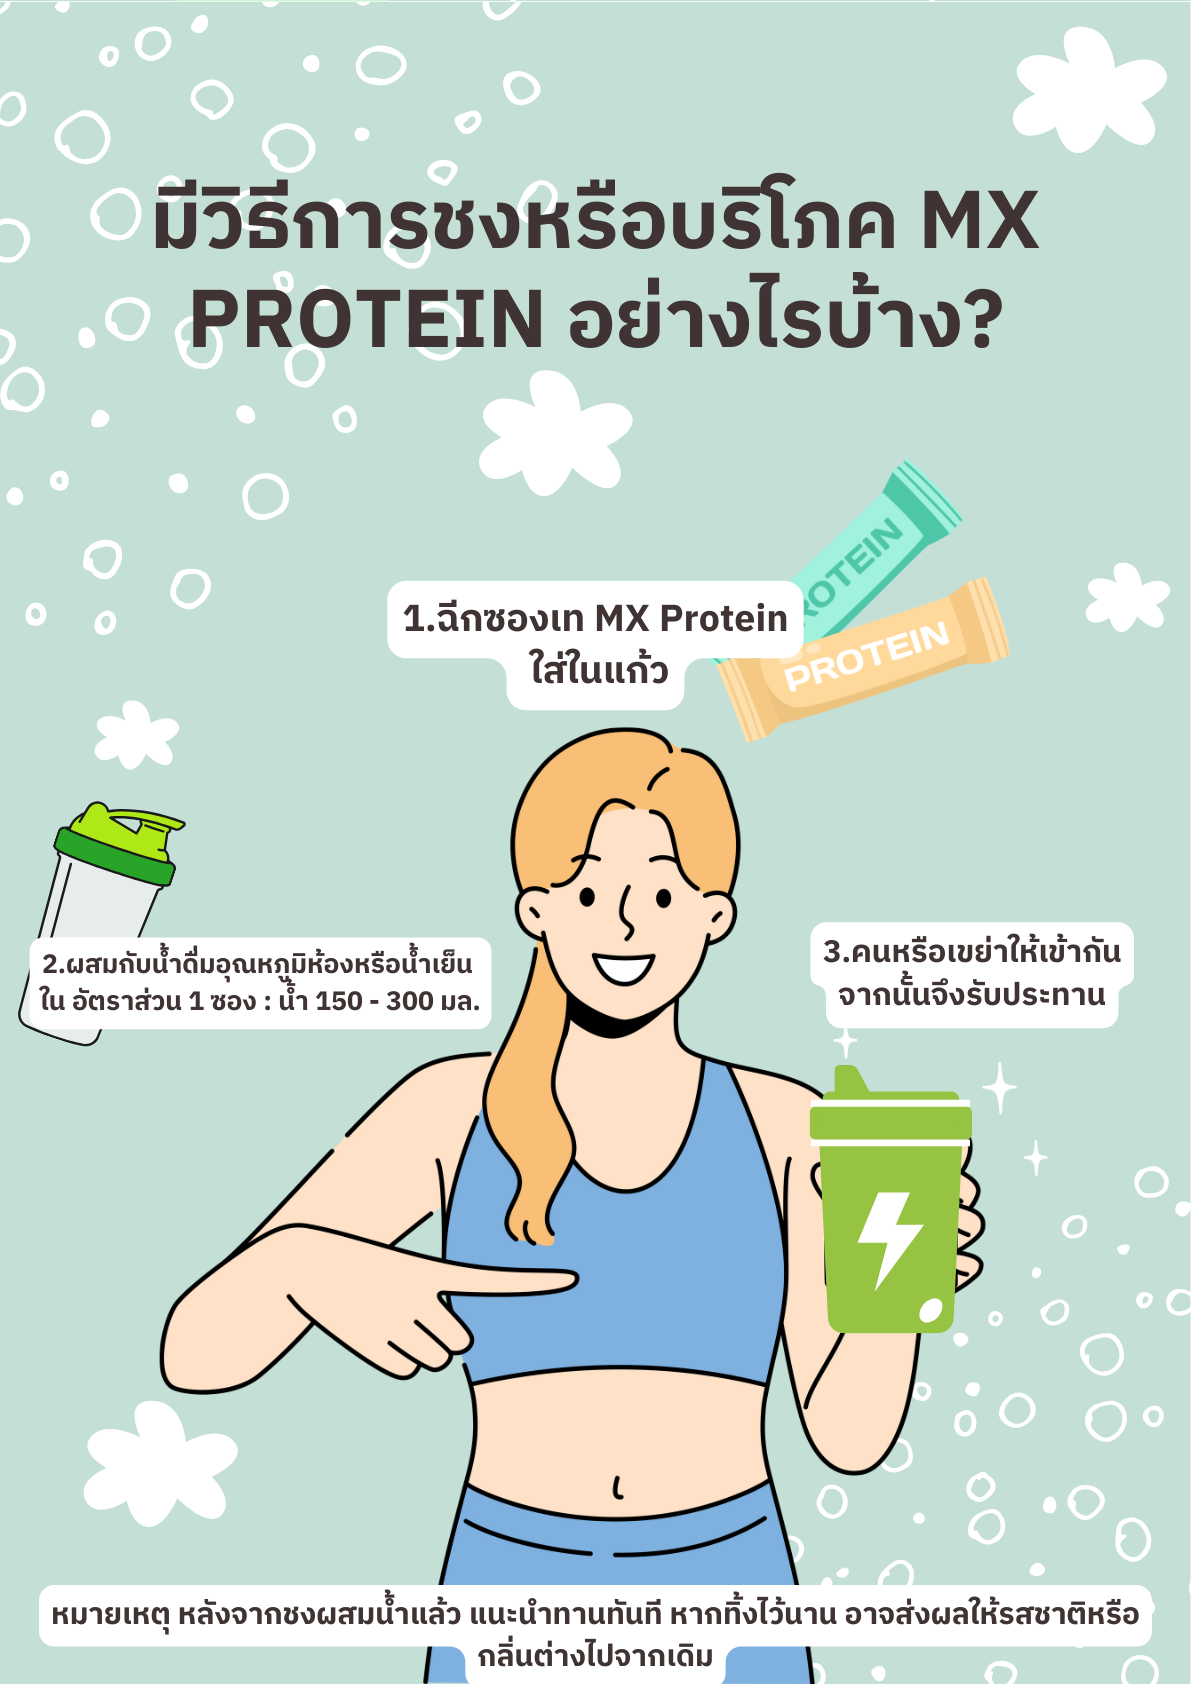 มีวิธีการชงหรือบริโภค MX
PROTEIN อย่างไรบ้าง?
ROTEIN
PROTEIN
1.ฉีกซองเท MX Protein
ใส่ในแก้ว
2.ผสมกับน้ำดื่มอุณหภูมิห้องหรือน้ำเย็น
ใน อัตราส่วน 1 ซอง : น้ำ 150 - 300 มล.
3.คนหรือเขย่าให้เข้ากัน
จากนั้นจึงรับประทาน
หมายเหตุ หลังจากชงผสมน้ำแล้ว แนะนำทานทันที หากทิ้งไว้นาน อาจส่งผลให้รสชาติหรือ
กลิ่นต่างไปจากเดิม